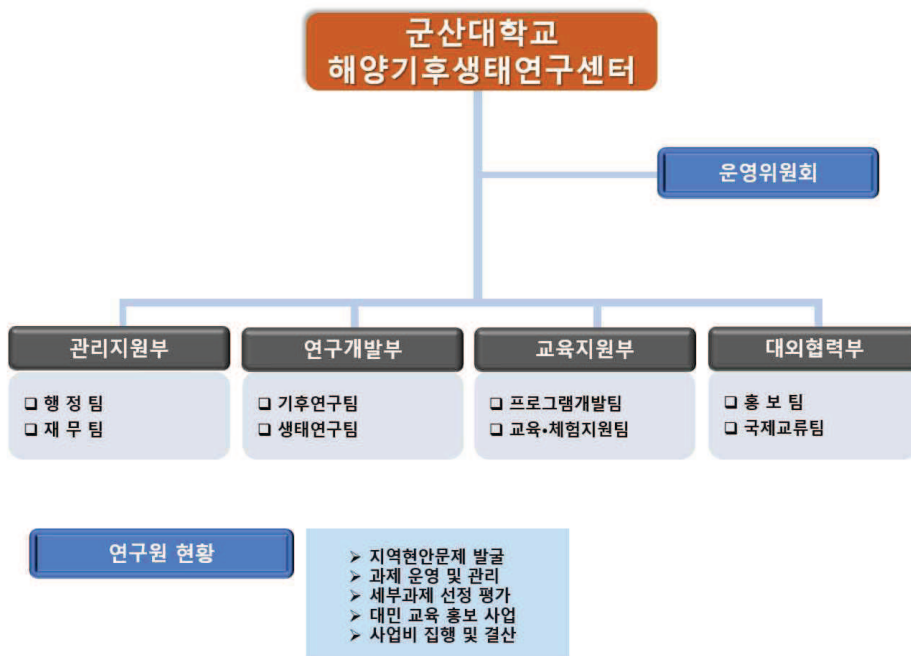 군산대학교
해양기후생태연구센터
운영위원회
관리지원부
❑ 행 정 팀
❑ 재 무 팀
연구개발부
❑ 기후연구팀
❑ 생태연구팀
교육지원부
❑ 프로그램개발팀
❑ 교육•체험지원팀
대외협력부
❑ 홍 보 팀
❑ 국제교류팀
연구원 현황
➢ 지역현안문제 발굴
➢ 과제 운영 및 관리
➢ 세부과제 선정 평가
➢ 대민 교육 홍보 사업
➢ 사업비 집행 및 결산